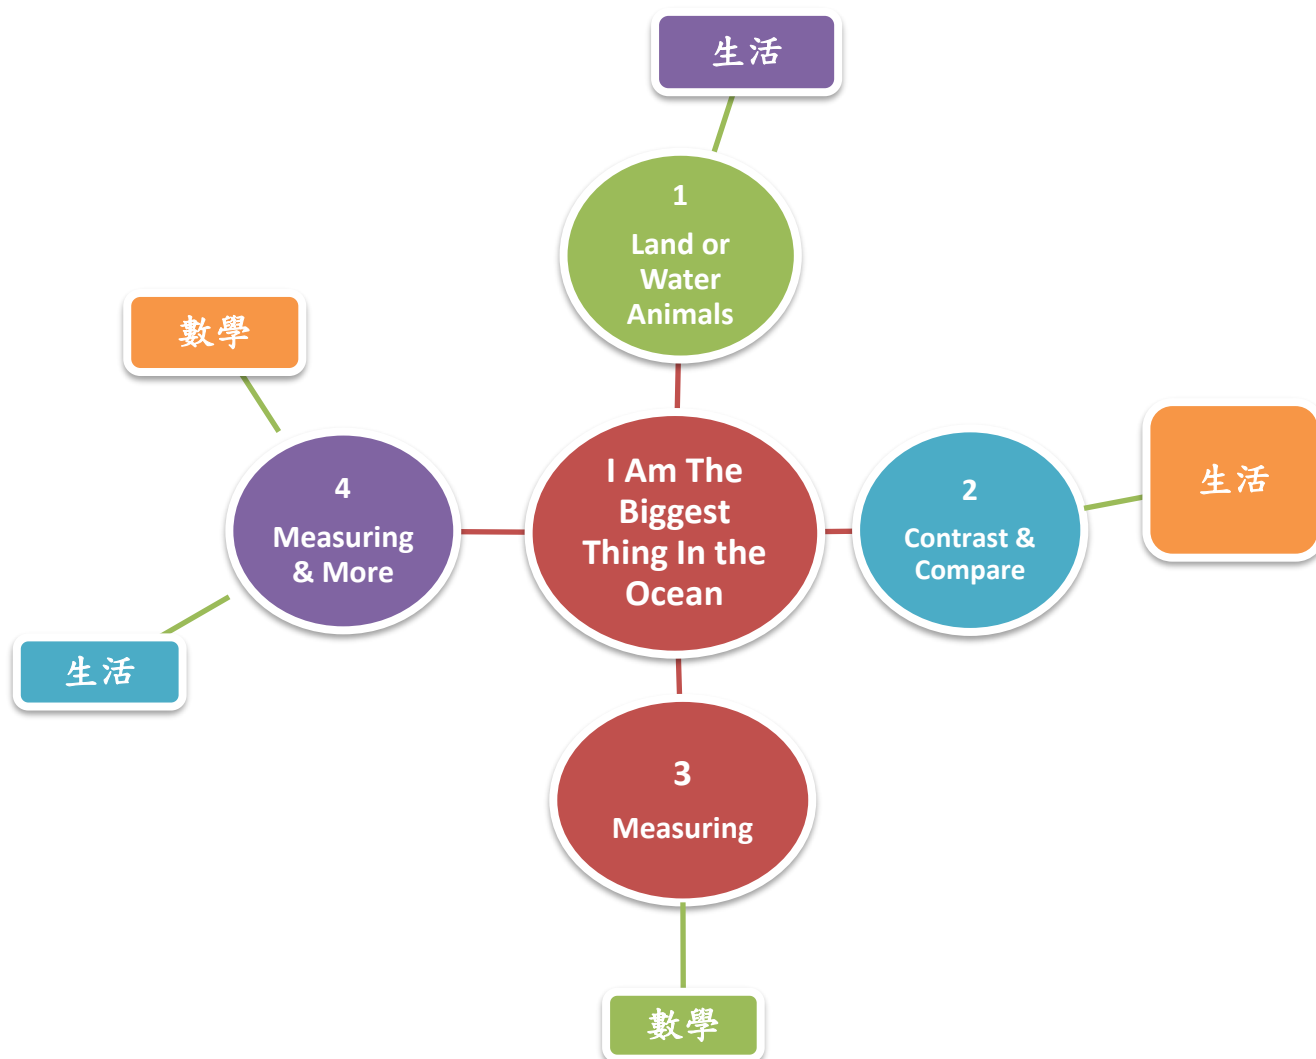 生活
1
Land or
Water
Animals
數學
I Am The
Biggest
Thing In the
Ocean
4
Measuring
& More
2
Contrast &
Compare
生活
生活
3
Measuring
數學